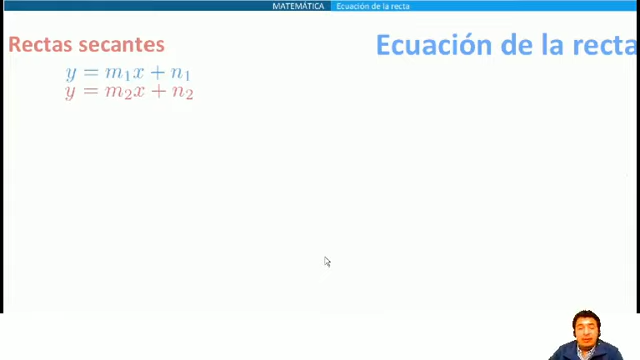 MATEMÁTICA Ecuación de la recta
Rectas secantes
Ecuación de la recta
y = m₁x + n₁
y = m₂x + n₂